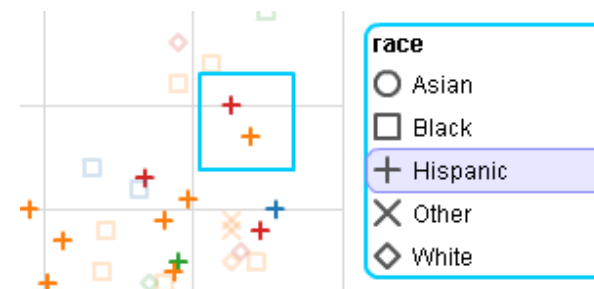 race
Asian
Black
Hispanic
Other
White